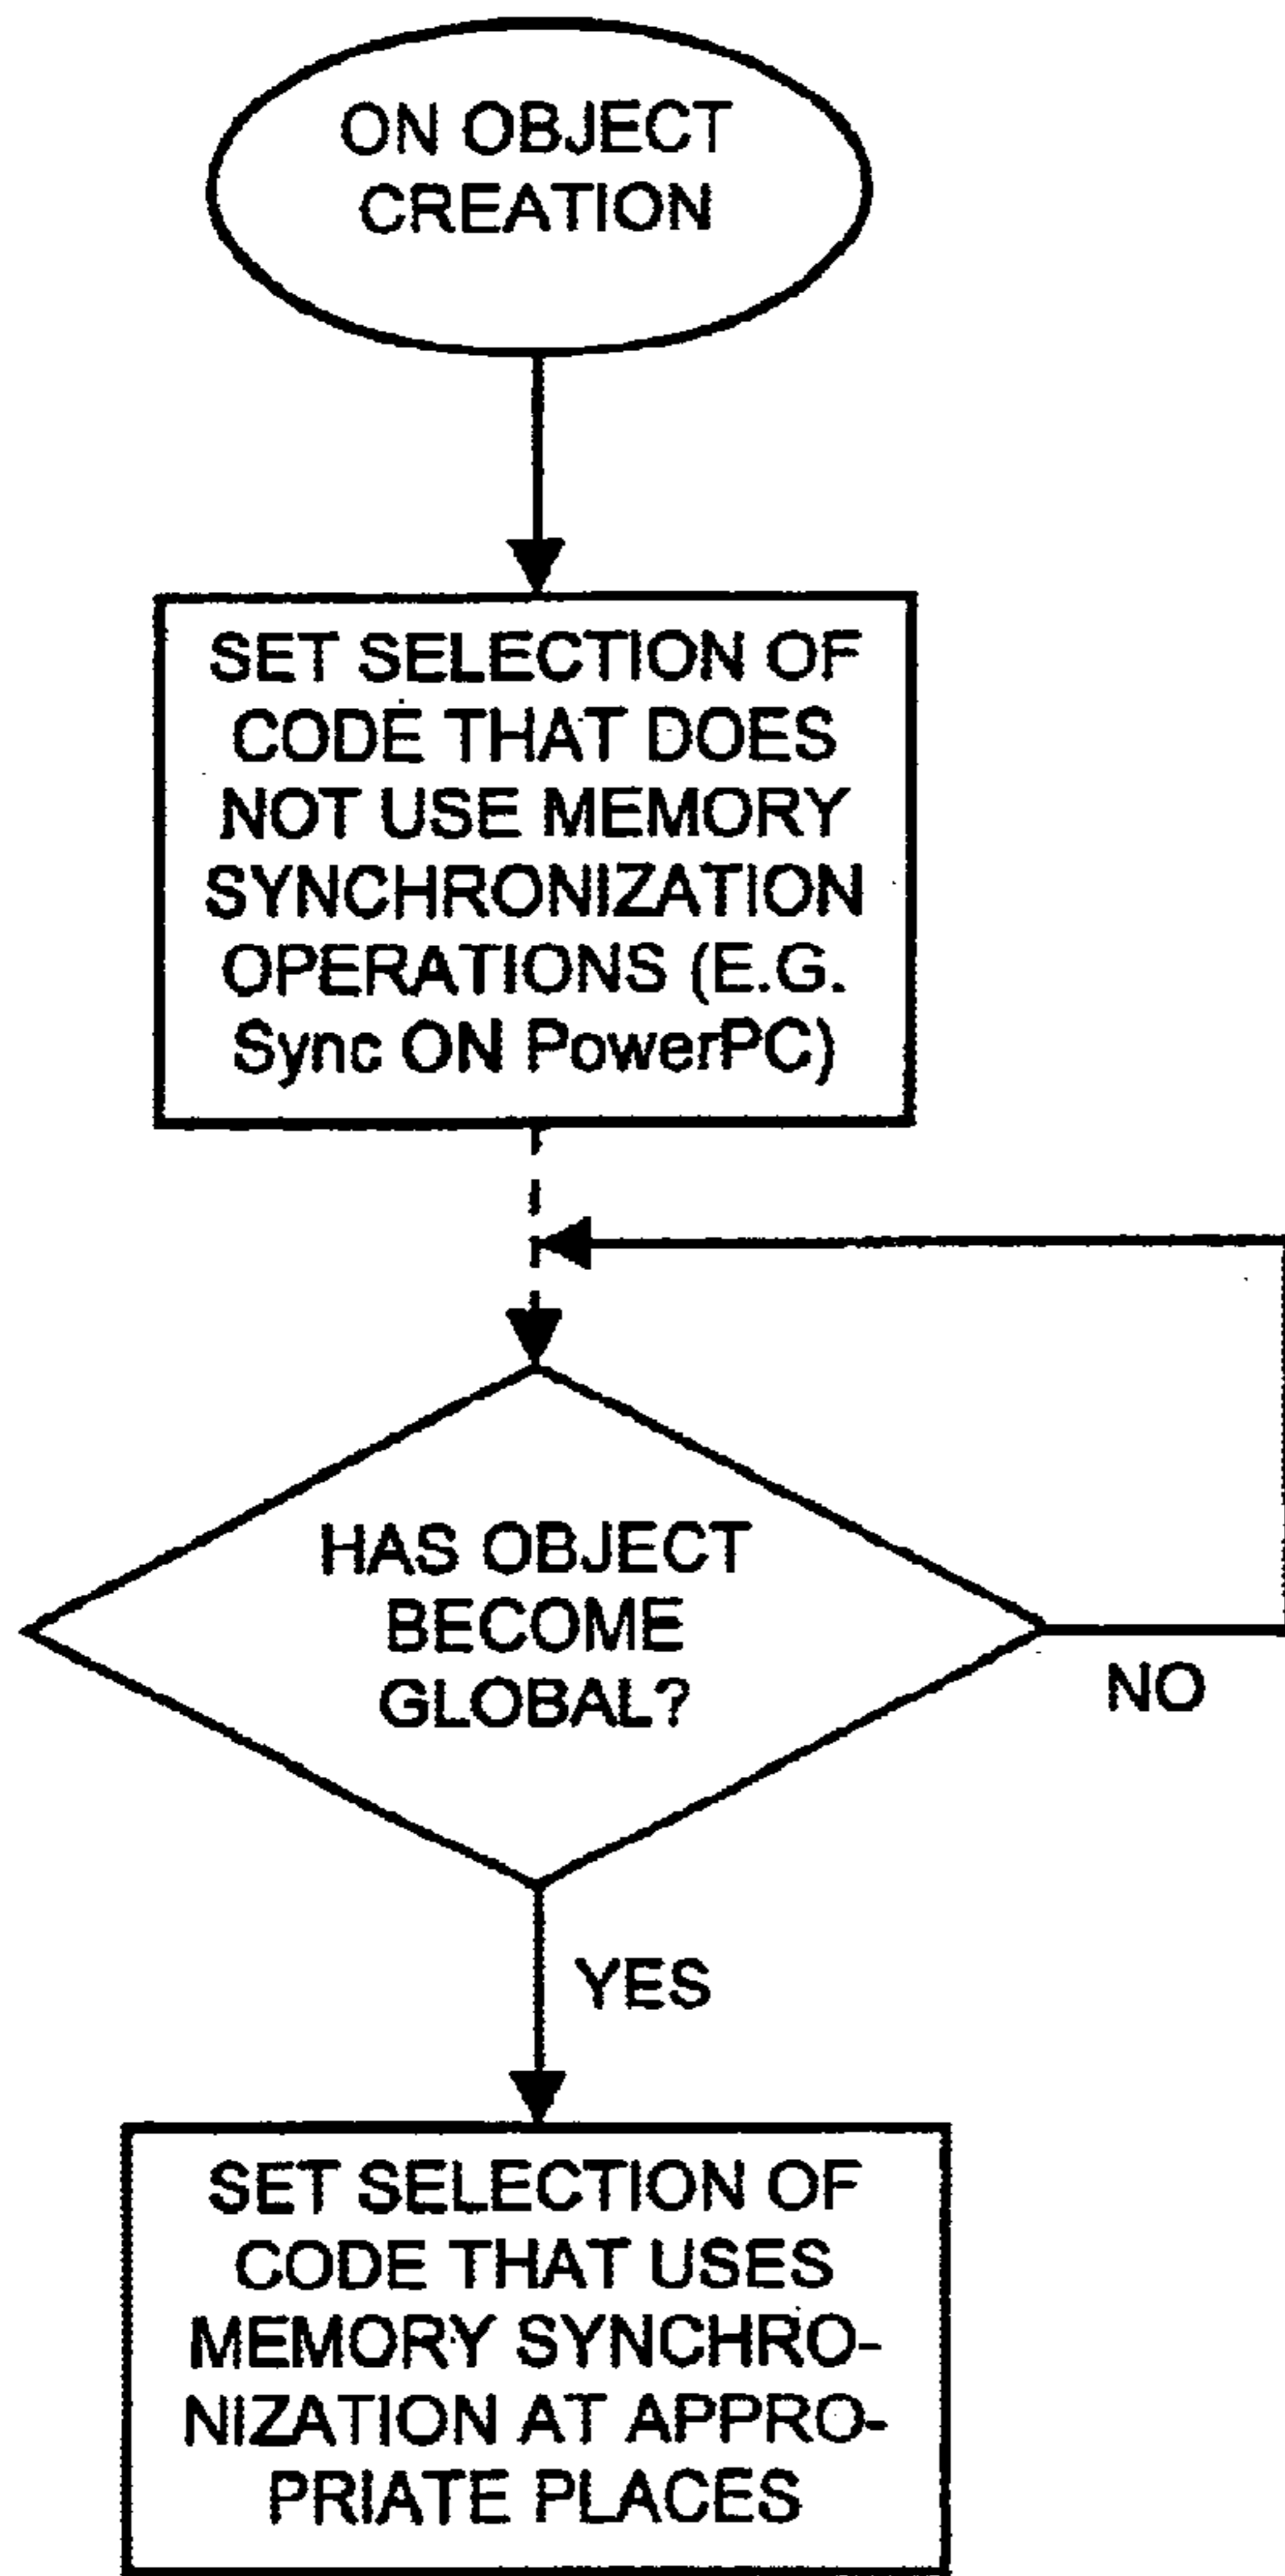 ON OBJECT
CREATION
SET SELECTION OF
CODE THAT DOES
NOT USE MEMORY
SYNCHRONIZATION
OPERATIONS (E.G.
Sync ON PowerPC)
HAS OBJECT
BECOME
GLOBAL?
NO
YES
SET SELECTION OF
CODE THAT USES
MEMORY SYNCHRO-
NIZATION AT APPRO-
PRIATE PLACES